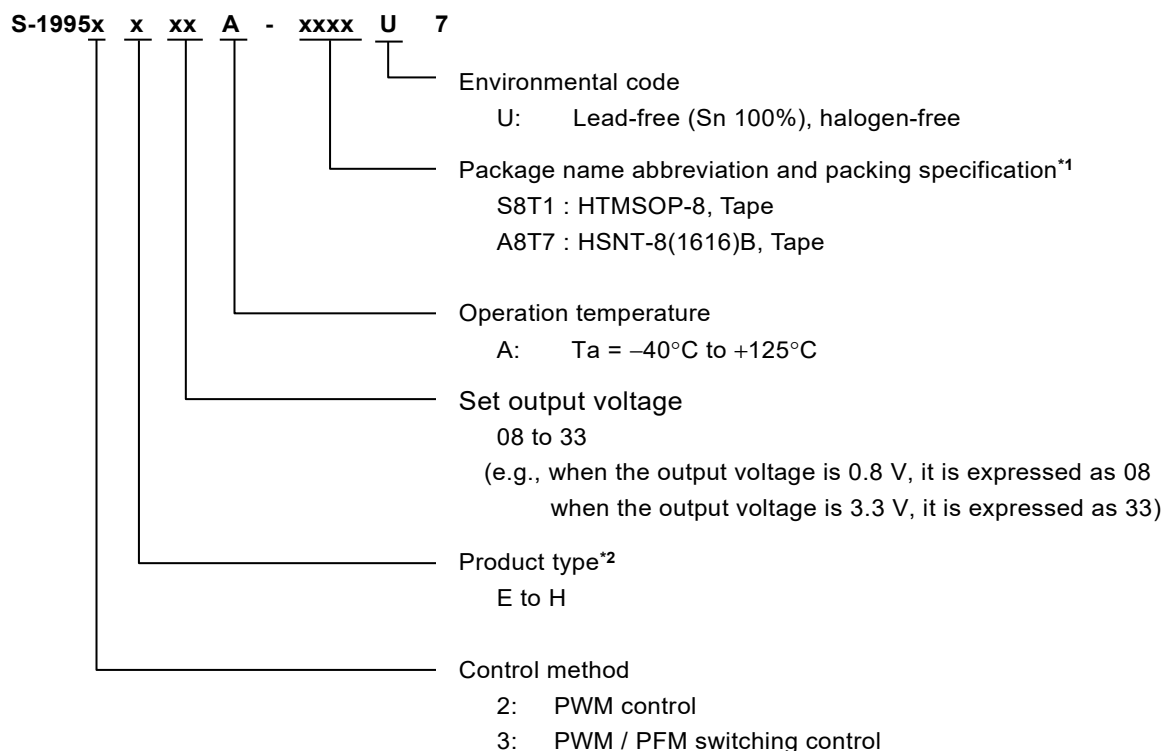 S-1995x x xx A - xxxx U 7
Environmental code
U: Lead-free (Sn 100%), halogen-free
Package name abbreviation and packing specification*1
S8T1 : HTMSOP-8, Tape
A8T7 : HSNT-8(1616)B, Tape
Operation temperature
A: Ta = −40°C to +125°C
Set output voltage
08 to 33
(e.g., when the output voltage is 0.8 V, it is expressed as 08
when the output voltage is 3.3 V, it is expressed as 33)
Product type*2
E to H
Control method
2: PWM control
3: PWM / PFM switching control